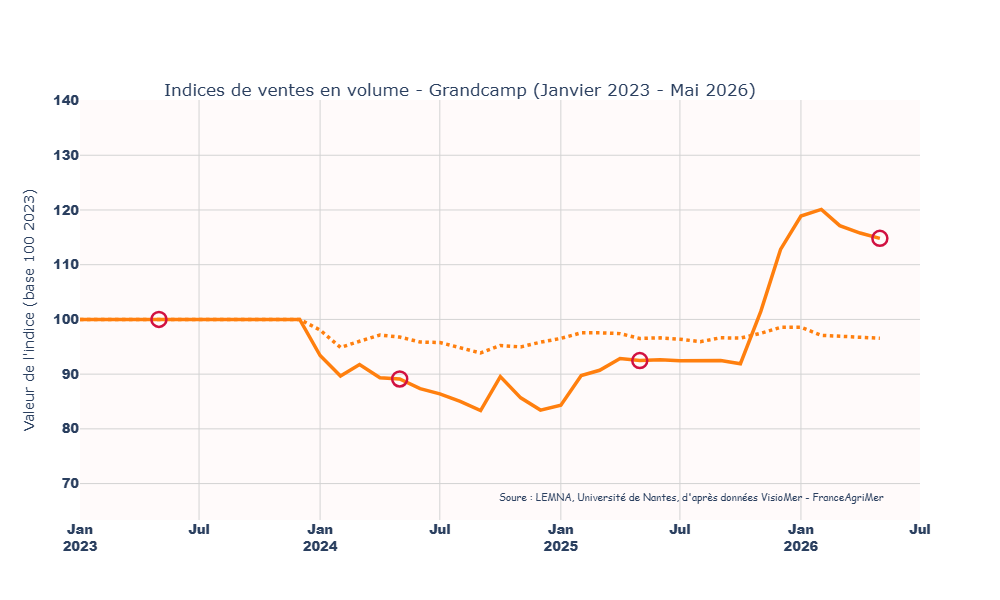 Indices de ventes en volume - Grandcamp (Janvier 2023 - Mai 2026)
Valeur de l'indice (base 100 2023)
140
130
120
110
100
90
80
70
Soure : LEMNA, Université de Nantes, d'après données VisioMer - FranceAgriMer
Jan Jul Jan Jul Jan Jul Jan Jul
2023 2024 2025 2026